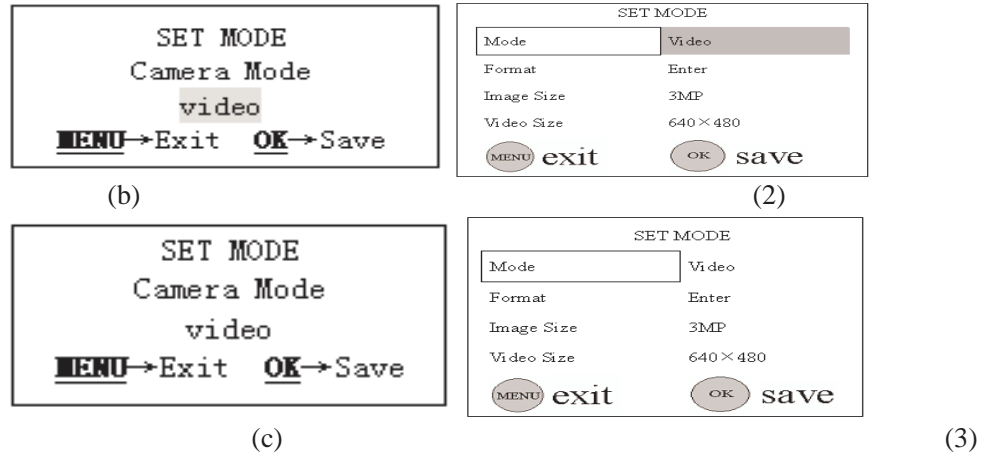 SET MODE
Camera Mode
video
MENU→Exit OK→Save
SET MODE
Mode Video
Format Enter
Image Size 3MP
Video Size 640×480
MENU exit OK save
(b) (2)
SET MODE
Camera Mode
video
MENU→Exit OK→Save
SET MODE
Mode Video
Format Enter
Image Size 3MP
Video Size 640×480
MENU exit OK save
(c) (3)